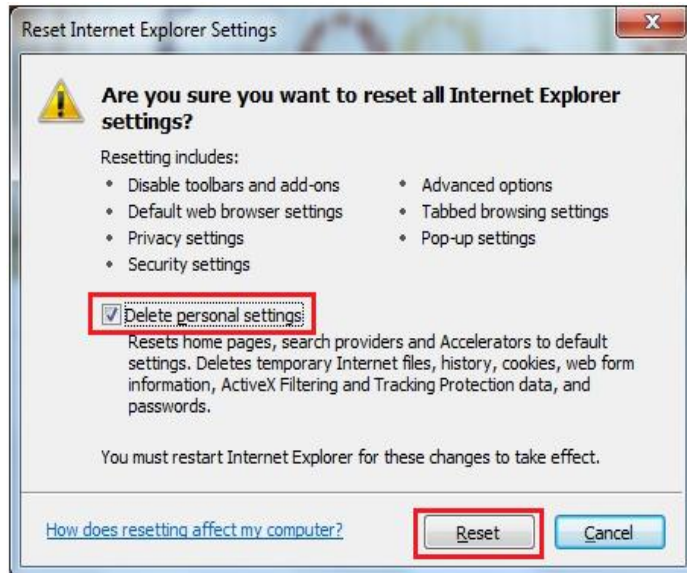 Reset Internet Explorer Settings
Are you sure you want to reset all Internet Explorer
settings?
Resetting includes:
• Disable toolbars and add-ons
• Default web browser settings
• Privacy settings
• Security settings
• Advanced options
• Tabbed browsing settings
• Pop-up settings
Delete personal settings
Resets home pages, search providers and Accelerators to default
settings. Deletes temporary Internet files, history, cookies, web form
information, ActiveX Filtering and Tracking Protection data, and
passwords.
You must restart Internet Explorer for these changes to take effect.
How does resetting affect my computer?
Reset
Cancel